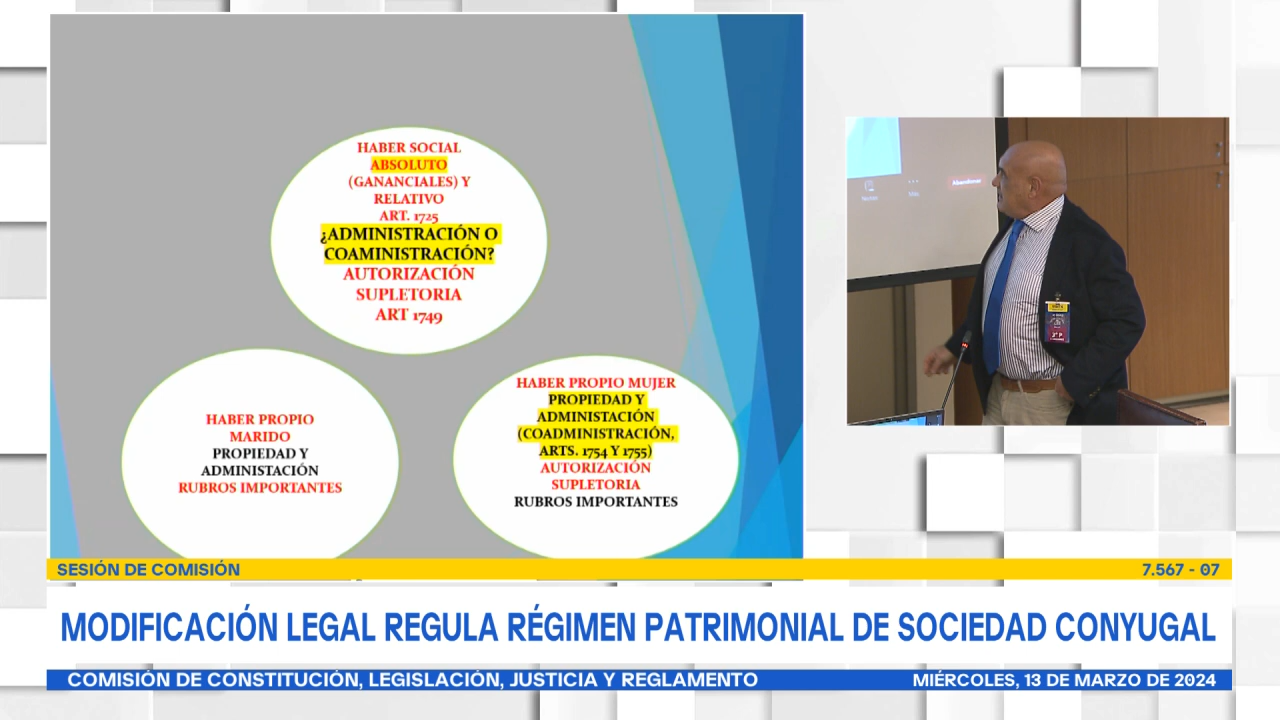 HABER SOCIAL
ABSOLUTO
(GANANCIALES) Y
RELATIVO
ART. 1725
¿ADMINISTRACIÓN O
COAMINISTRACIÓN?
AUTORIZACIÓN
SUPLETORIA
ART 1749
HABER PROPIO
MARIDO
PROPIEDAD Y
ADMINISTACIÓN
RUBROS IMPORTANTES
HABER PROPIO MUJER
PROPIEDAD Y
ADMINISTACIÓN
(COADMINISTRACIÓN,
ARTS. 1754 Y 1755)
AUTORIZACIÓN
SUPLETORIA
RUBROS IMPORTANTES
SESIÓN DE COMISIÓN
7.567 - 07
MODIFICACIÓN LEGAL REGULA RÉGIMEN PATRIMONIAL DE SOCIEDAD CONYUGAL
COMISIÓN DE CONSTITUCIÓN, LEGISLACIÓN, JUSTICIA Y REGLAMENTO
MIÉRCOLES, 13 DE MARZO DE 2024